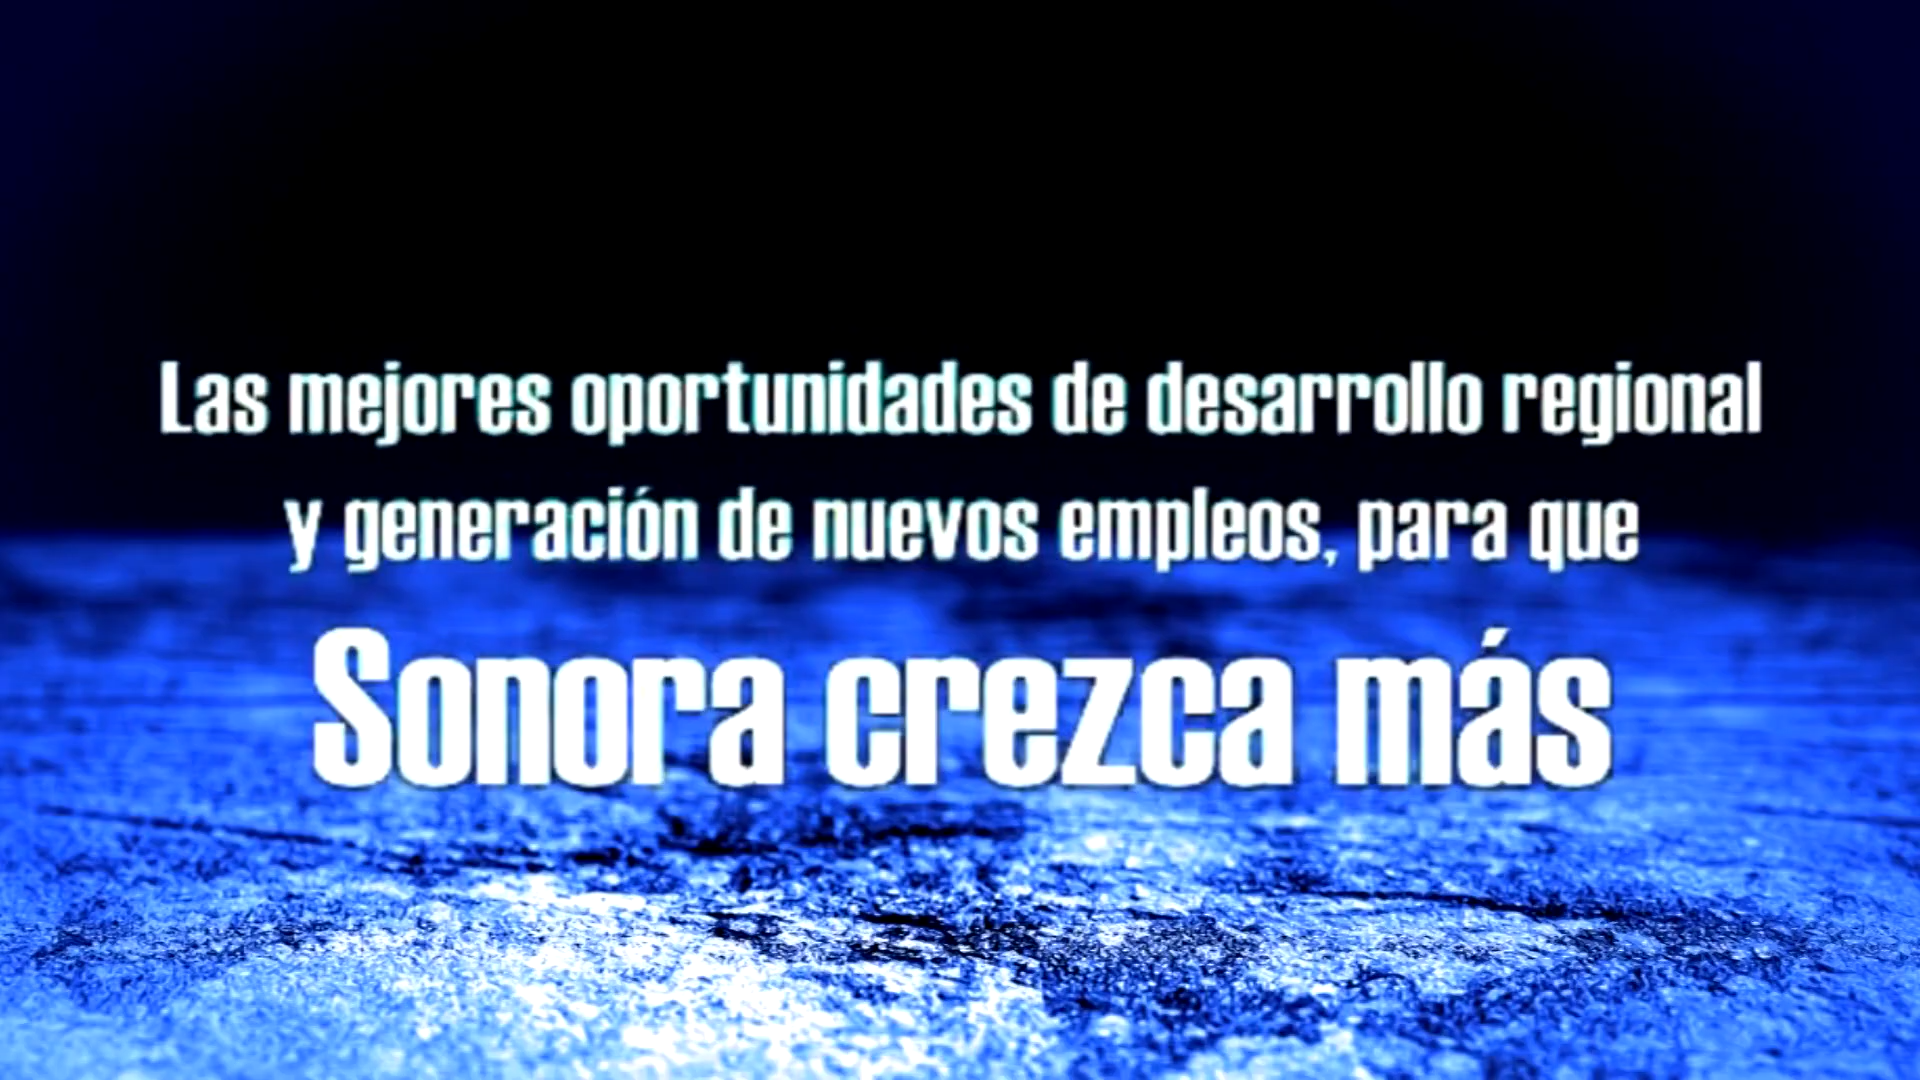 Las mejores oportunidades de desarrollo regional
y generación de nuevos empleos, para que
Sonora crezca más